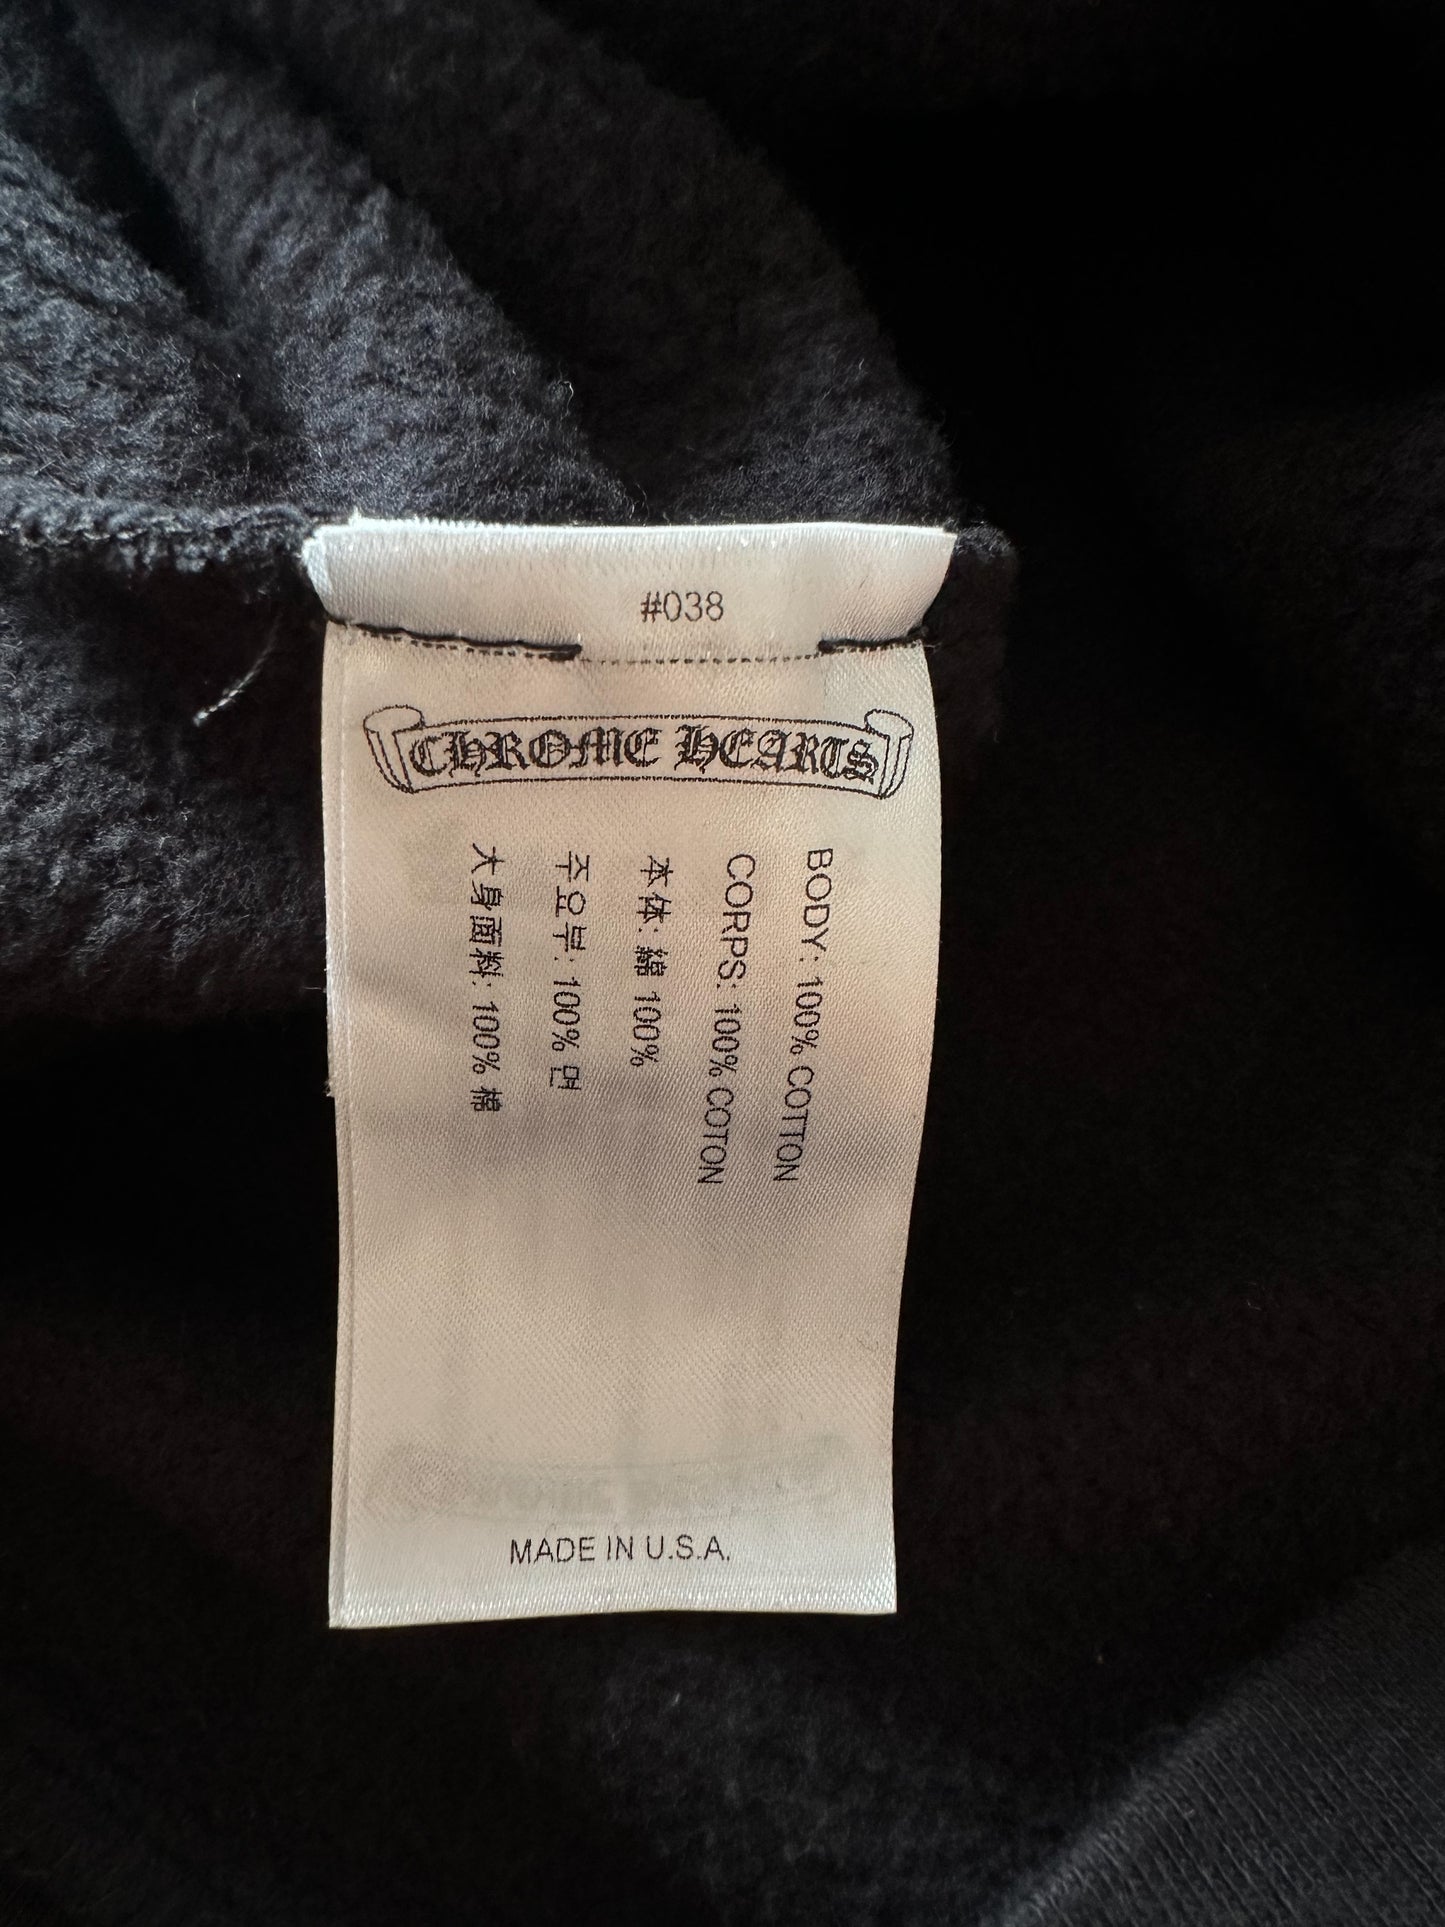 #038
CHROME HEARTS
BODY: 100% COTTON
CORPS: 100% COTON
本体: 綿 100%
주요부: 100% 면
大身面料: 100% 棉
MADE IN U.S.A.